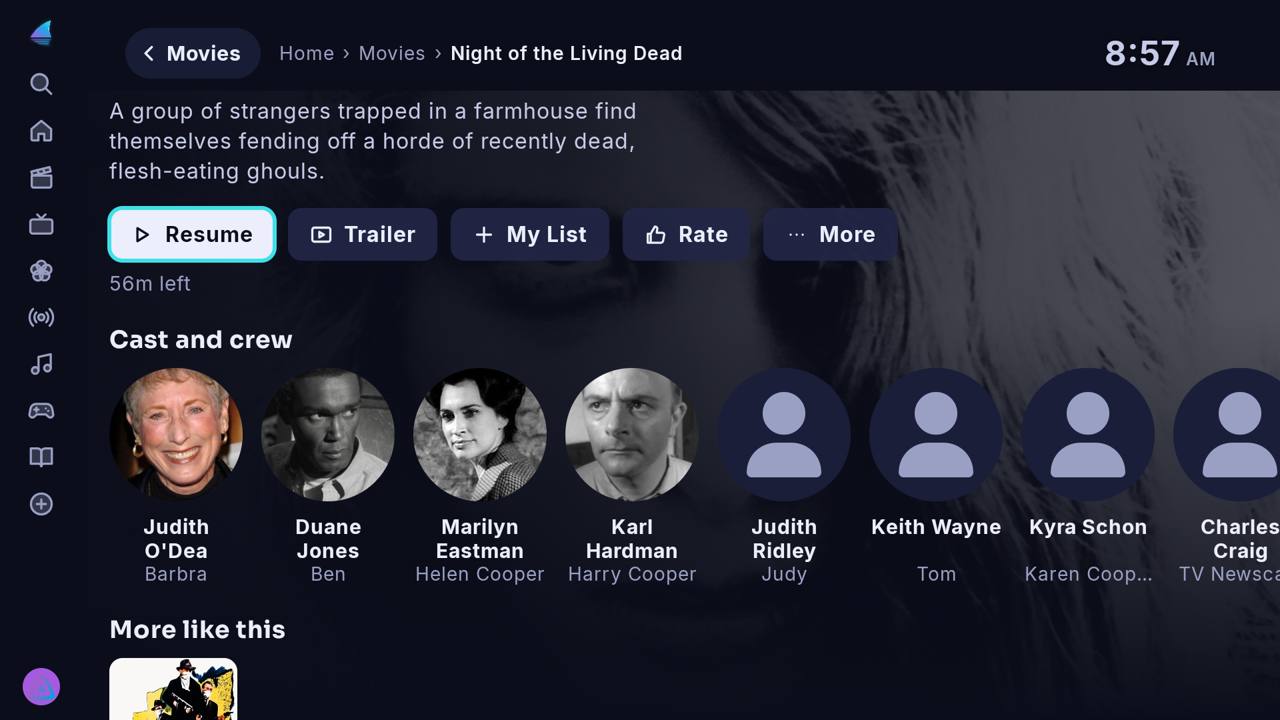 Movies
Home › Movies › Night of the Living Dead
8:57 AM
A group of strangers trapped in a farmhouse find
themselves fending off a horde of recently dead,
flesh-eating ghouls.
Resume
Trailer
My List
Rate
More
56m left
Cast and crew
Judith
O'Dea
Barbra
Duane
Jones
Ben
Marilyn
Eastman
Helen Cooper
Karl
Hardman
Harry Cooper
Judith
Ridley
Judy
Keith Wayne
Tom
Kyra Schon
Karen Coop...
Charles
Craig
TV Newsca
More like this